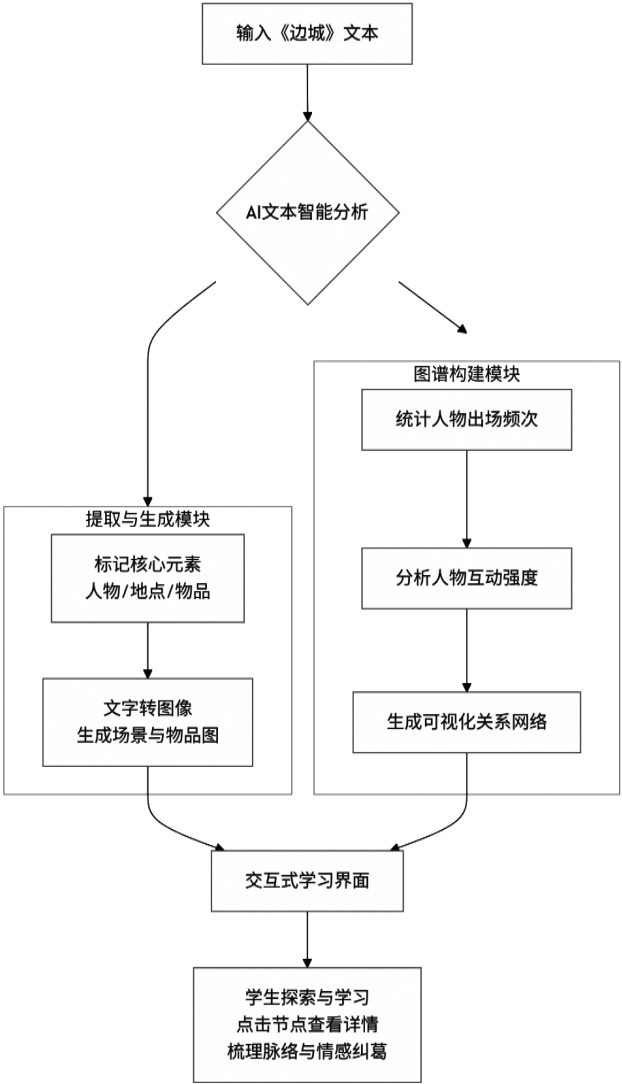 输入《边城》文本
AI文本智能分析
提取与生成模块
标记核心元素
人物/地点/物品
文字转图像
生成场景与物品图
图谱构建模块
统计人物出场频次
分析人物互动强度
生成可视化关系网络
交互式学习界面
学生探索与学习
点击节点查看详情
梳理脉络与情感纠葛